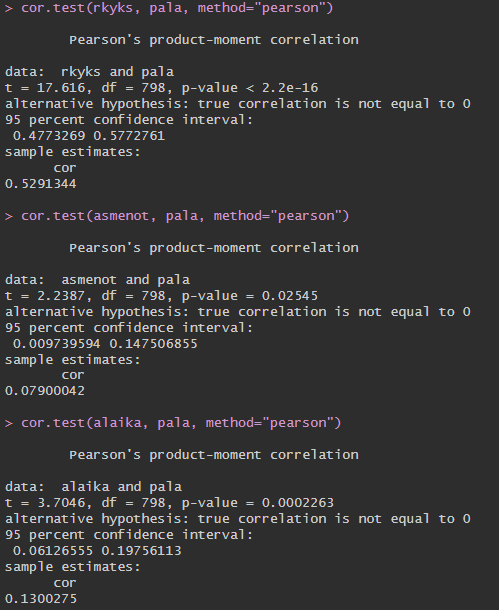 > cor.test(rkyks, pala, method="pearson")
Pearson's product-moment correlation
data:  rkyks and pala
t = 17.616, df = 798, p-value < 2.2e-16
alternative hypothesis: true correlation is not equal to 0
95 percent confidence interval:
0.4773269 0.5772761
sample estimates:
cor
0.5291344
> cor.test(asmenot, pala, method="pearson")
Pearson's product-moment correlation
data:  asmenot and pala
t = 2.2387, df = 798, p-value = 0.02545
alternative hypothesis: true correlation is not equal to 0
95 percent confidence interval:
0.009739594 0.147506855
sample estimates:
cor
0.07900042
> cor.test(alaika, pala, method="pearson")
Pearson's product-moment correlation
data:  alaika and pala
t = 3.7046, df = 798, p-value = 0.0002263
alternative hypothesis: true correlation is not equal to 0
95 percent confidence interval:
0.06126555 0.19756113
sample estimates:
cor
0.1300275